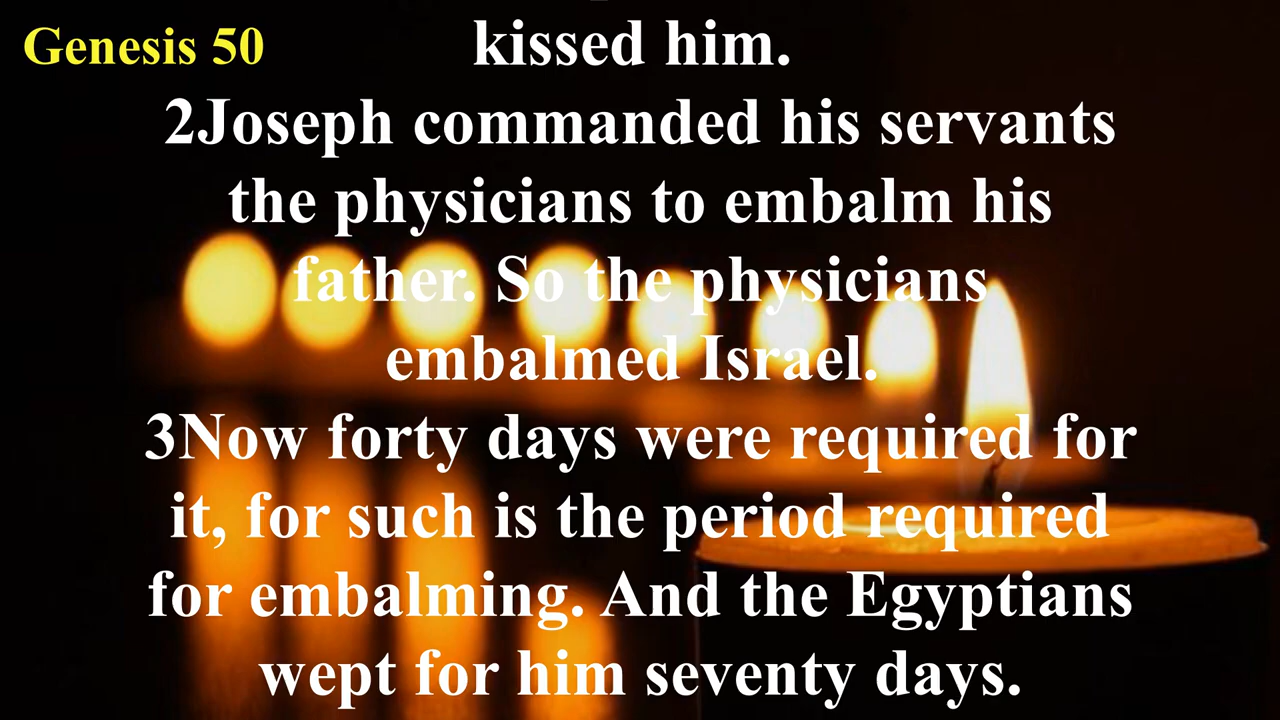 Genesis 50
kissed him.
2Joseph commanded his servants
the physicians to embalm his
father. So the physicians
embalmed Israel.
3Now forty days were required for
it, for such is the period required
for embalming. And the Egyptians
wept for him seventy days.